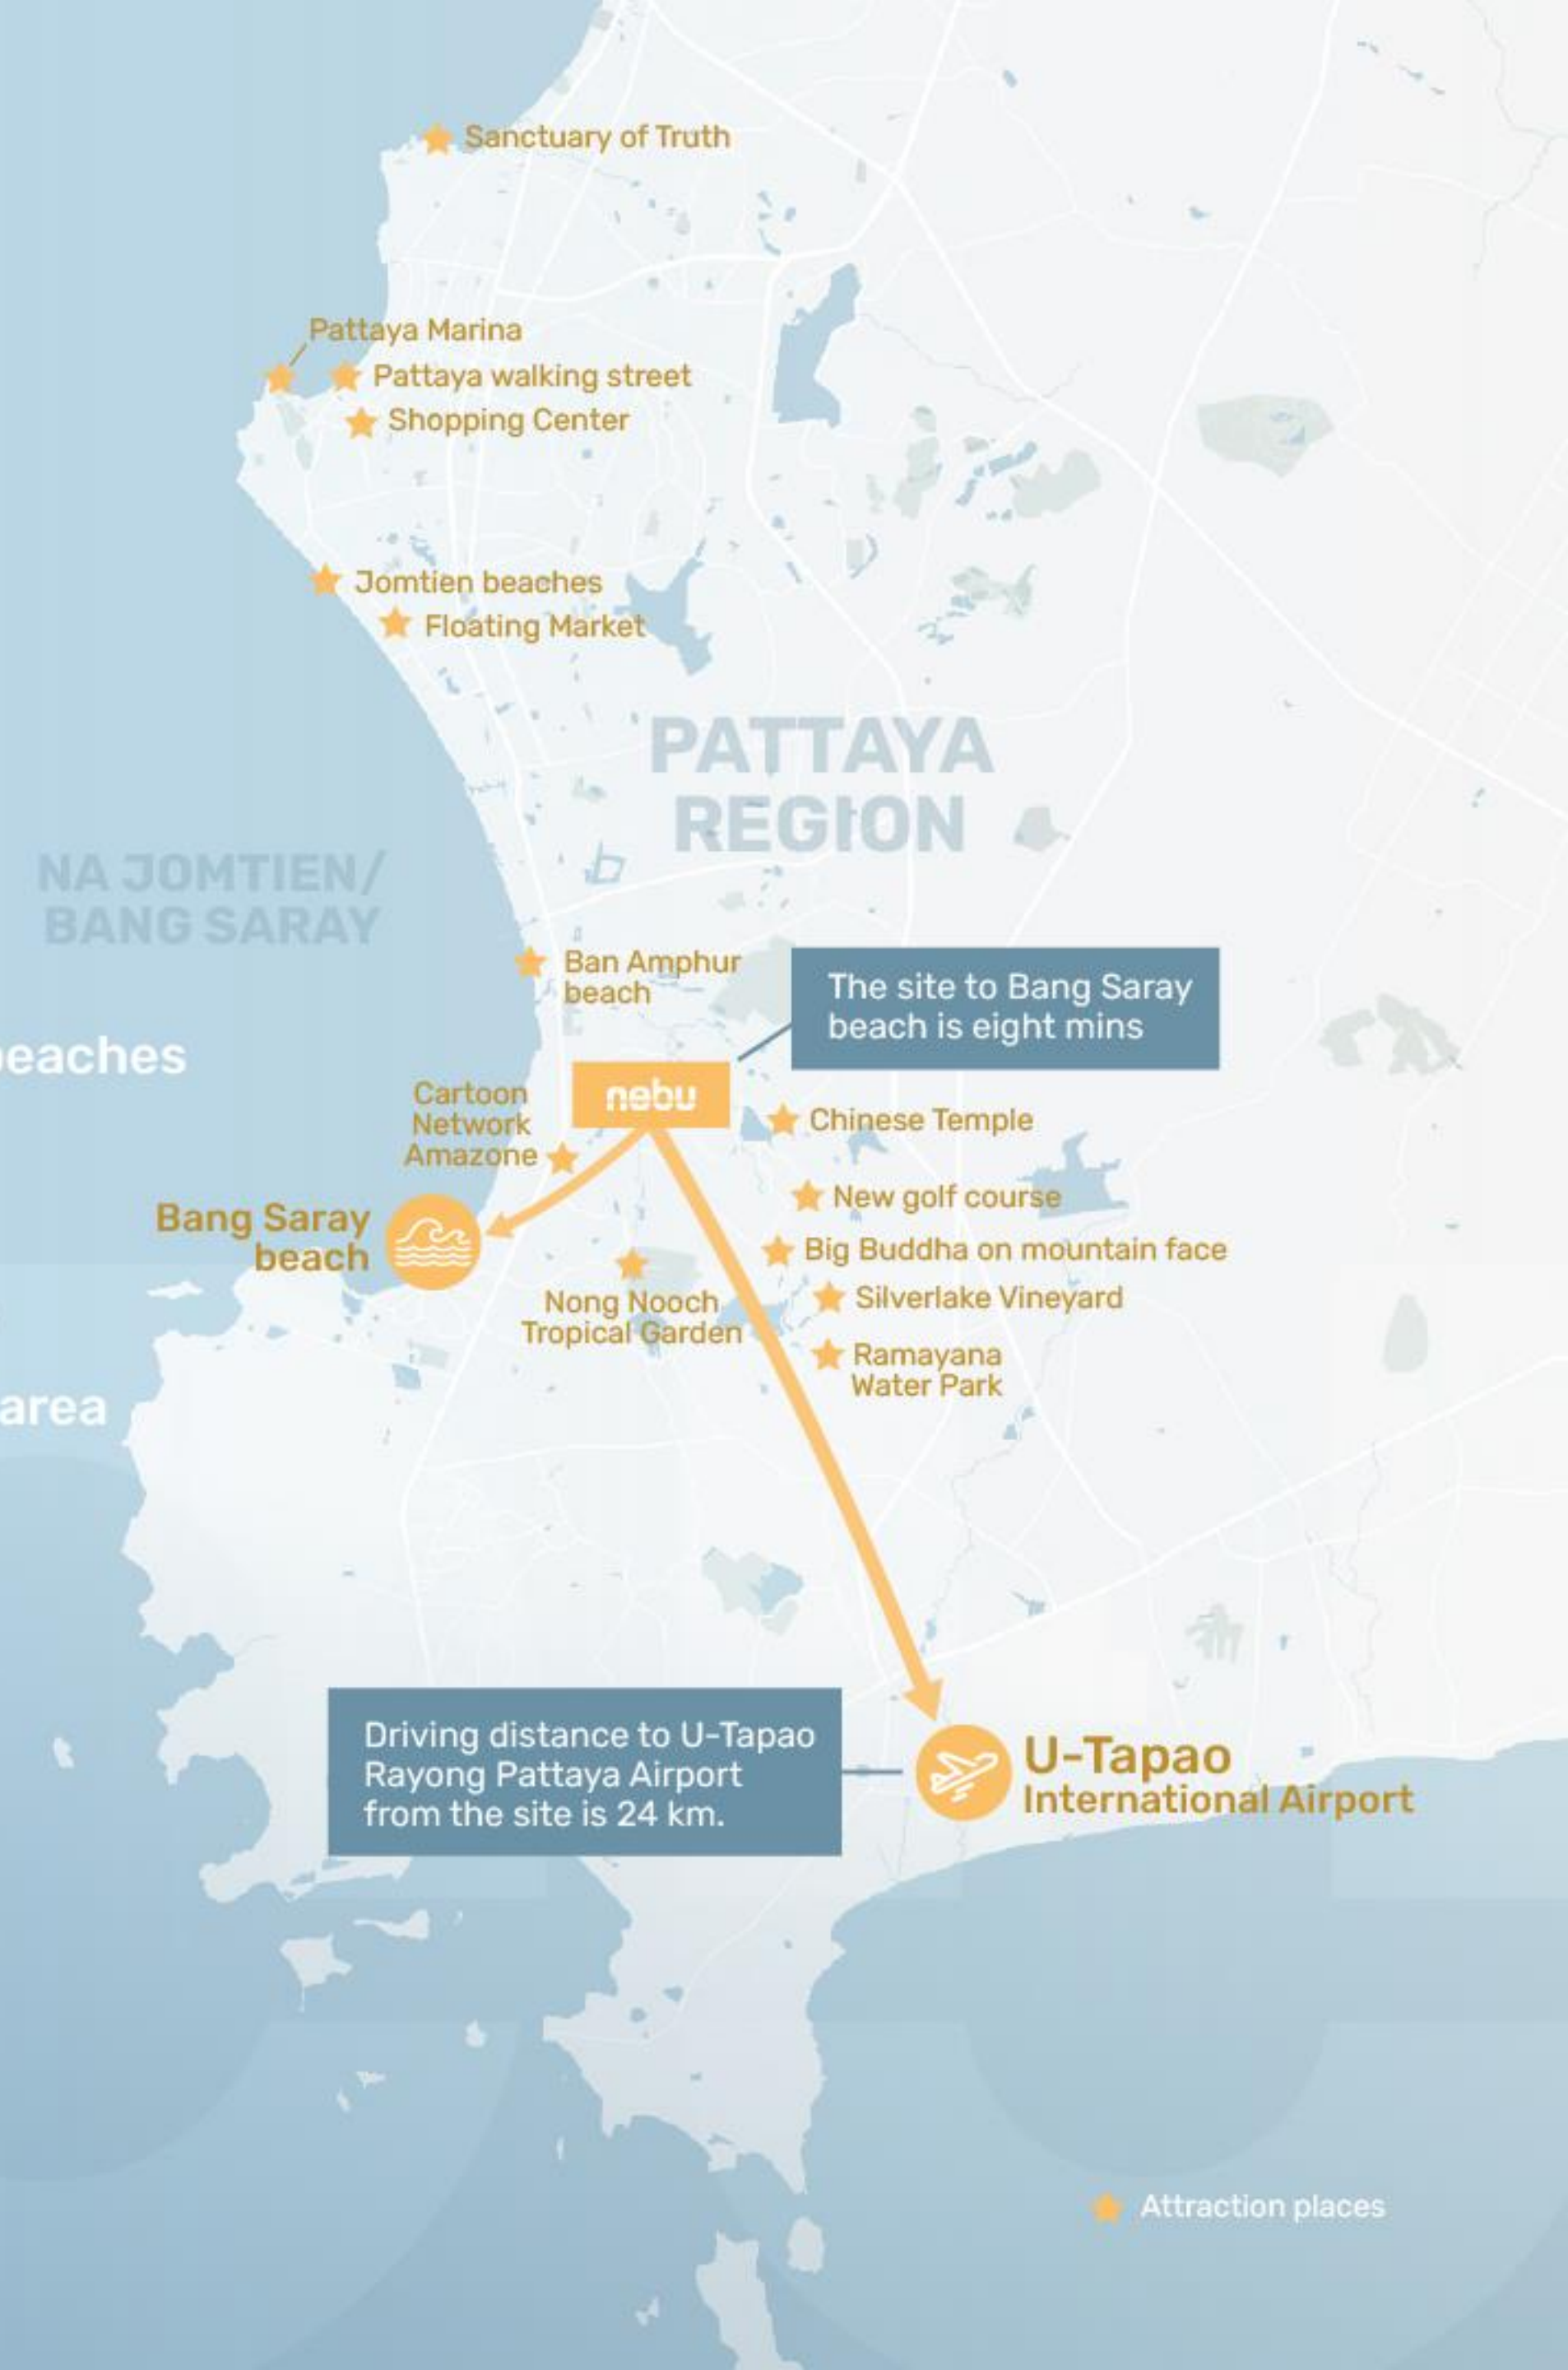 Sanctuary of Truth
Pattaya Marina
Pattaya walking street
Shopping Center
Jomtien beaches
Floating Market
PATTAYA
REGION
NA JOMTIEN/
BANG SARAY
Ban Amphur
beach
The site to Bang Saray
beach is eight mins
eaches
nebu
Cartoon
Network
Amazone
Chinese Temple
New golf course
Bang Saray
beach
Big Buddha on mountain face
Nong Nooch
Tropical Garden
Silverlake Vineyard
Ramayana
Water Park
area
Driving distance to U-Tapao
Rayong Pattaya Airport
from the site is 24 km.
U-Tapao
International Airport
Attraction places